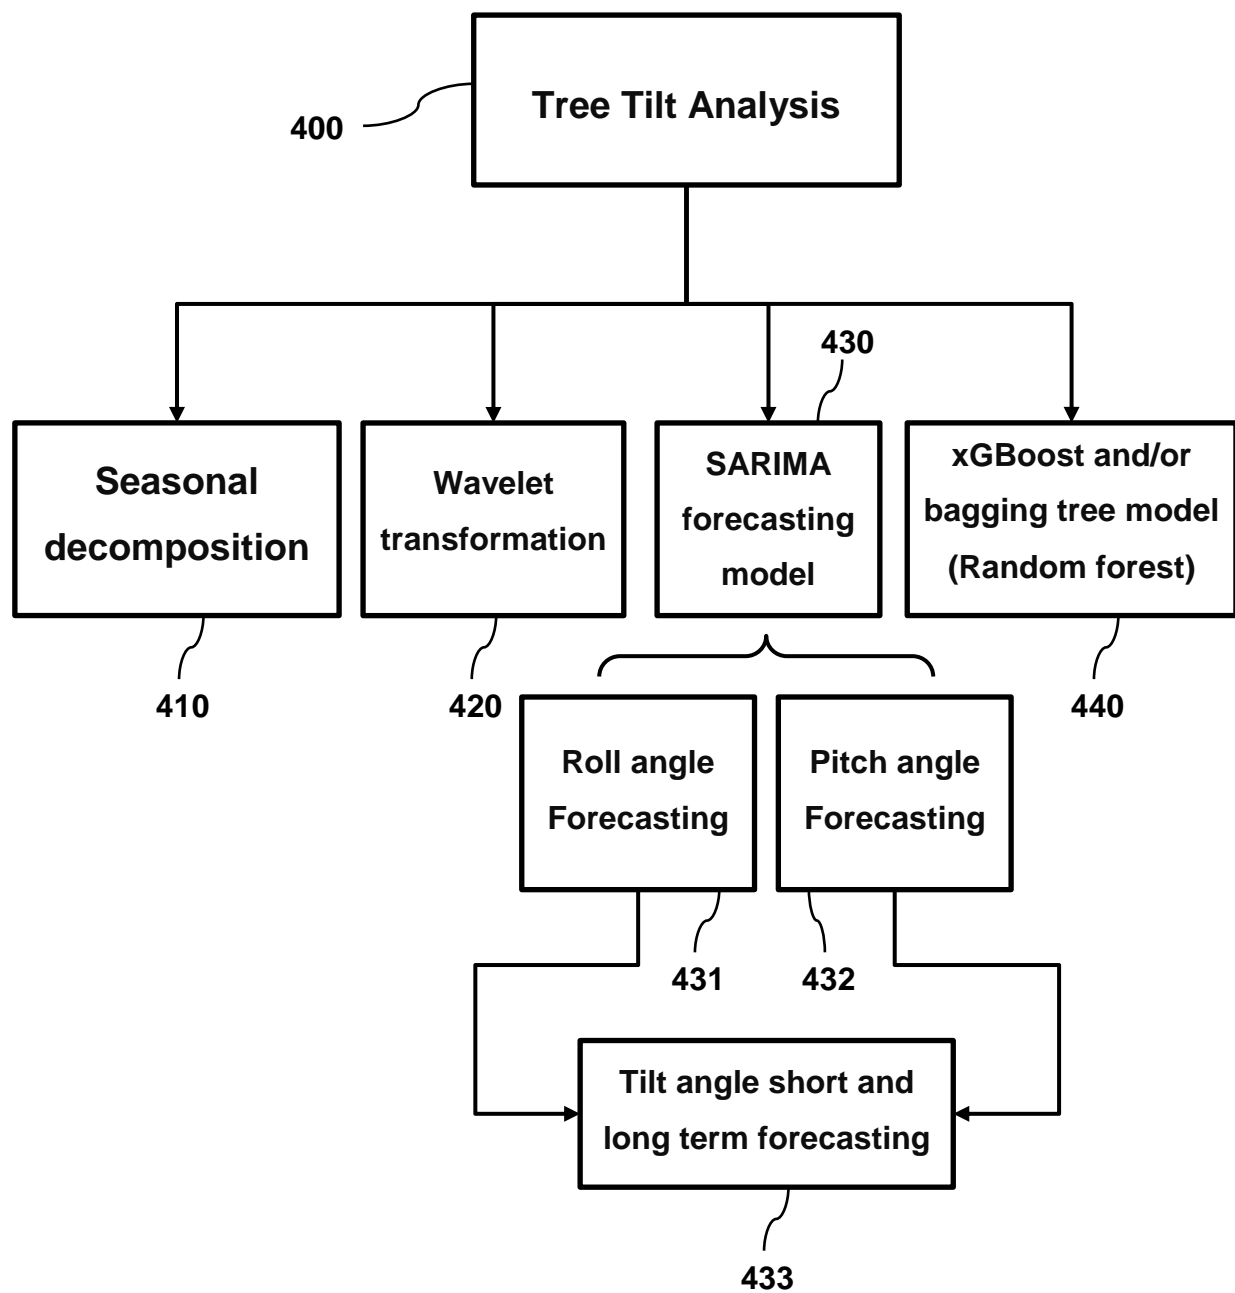 Tree Tilt Analysis
400
430
Seasonal
decomposition
Wavelet
transformation
SARIMA
forecasting
model
xGBoost and/or
bagging tree model
(Random forest)
410
420
440
Roll angle
Forecasting
Pitch angle
Forecasting
431
432
Tilt angle short and
long term forecasting
433